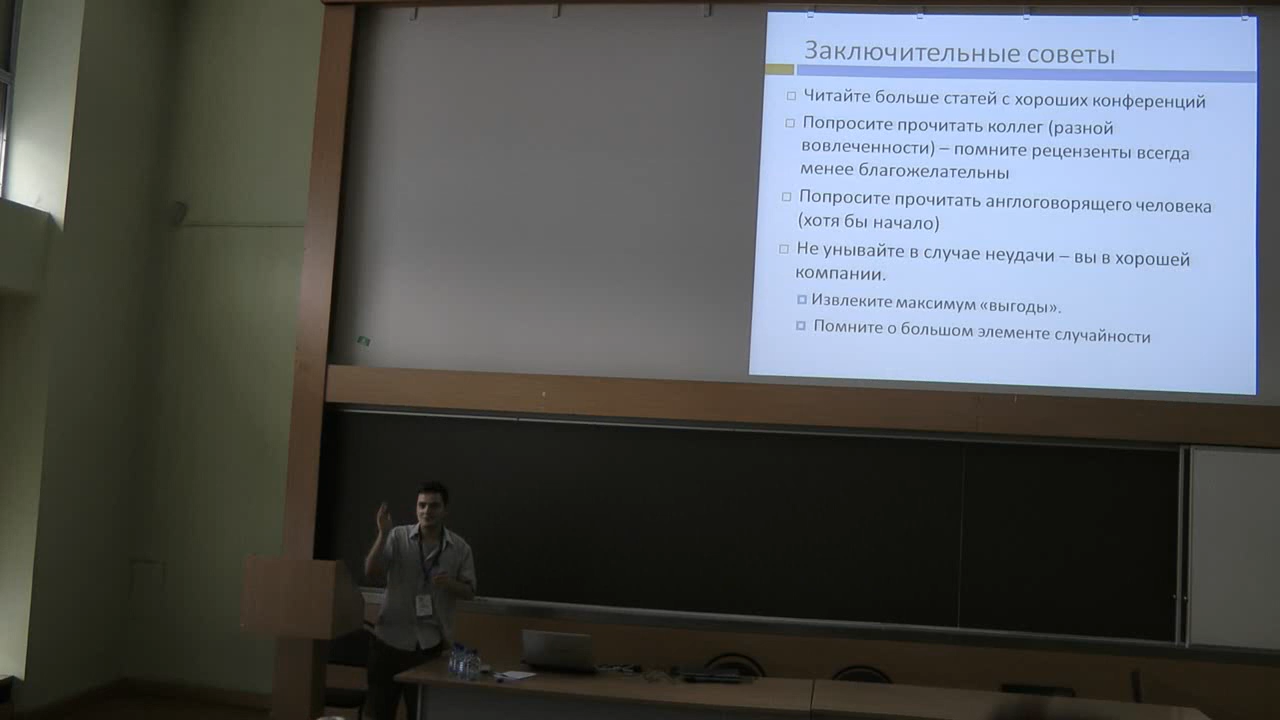 Заключительные советы
Читайте больше статей с хороших конференций
Попросите прочитать коллег (разной
вовлеченности) – помните рецензенты всегда
менее благожелательны
Попросите прочитать англоговорящего человека
(хотя бы начало)
Не унывайте в случае неудачи – вы в хорошей
компании.
Извлеките максимум «выгоды».
Помните о большом элементе случайности